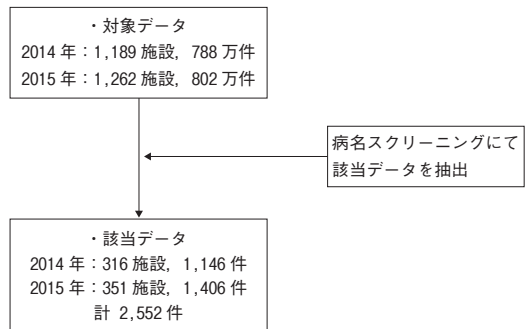 ・対象データ
2014 年：1,189 施設，788 万件
2015 年：1,262 施設，802 万件
病名スクリーニングにて
該当データを抽出
・該当データ
2014 年：316 施設，1,146 件
2015 年：351 施設，1,406 件
計 2,552 件